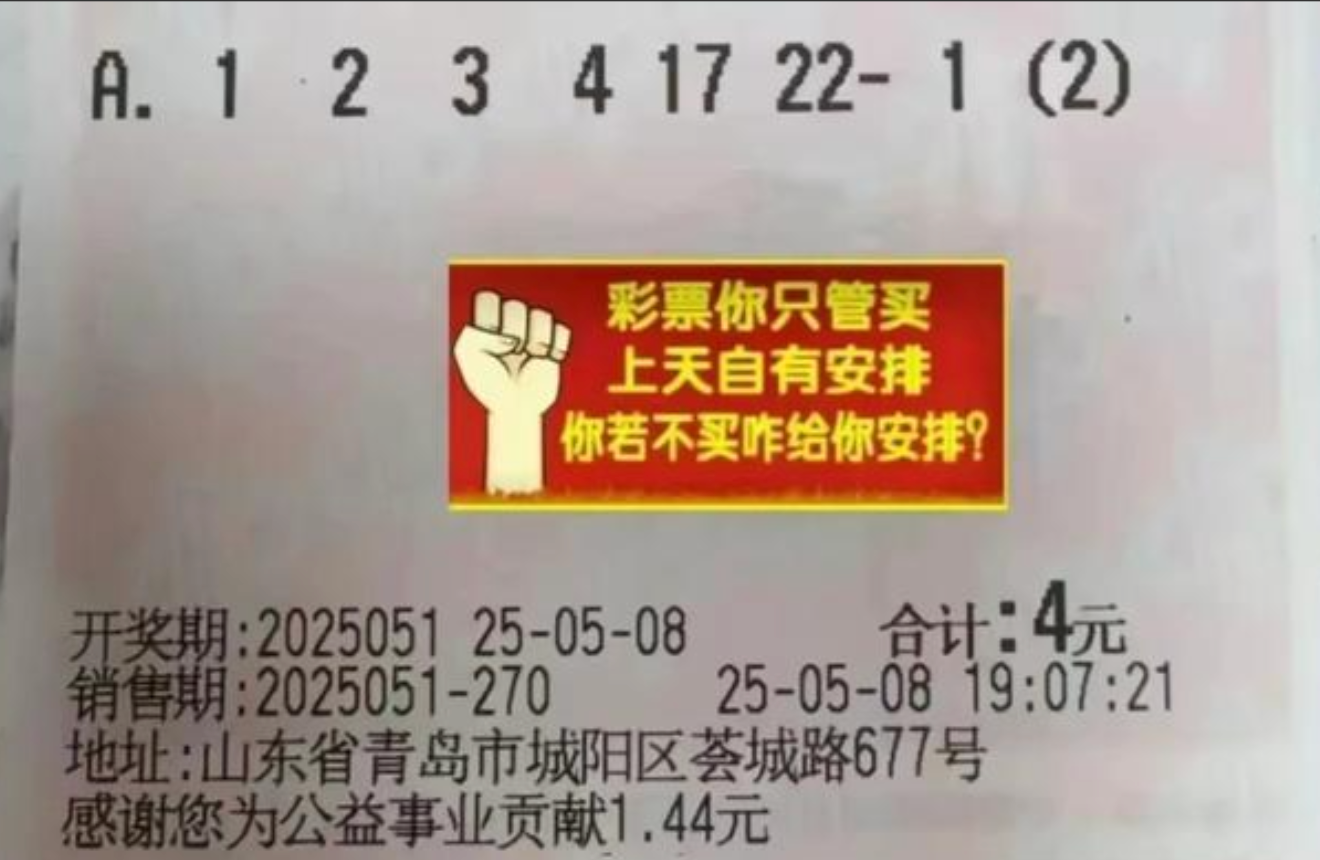 A. 1 2 3 4 17 22- 1 (2)
彩票你只管买
上天自有安排
你若不买咋给你安排?
开奖期:2025051 25-05-08 合计:4元
销售期:2025051-270 25-05-08 19:07:21
地址:山东省青岛市城阳区荟城路677号
感谢您为公益事业贡献1.44元